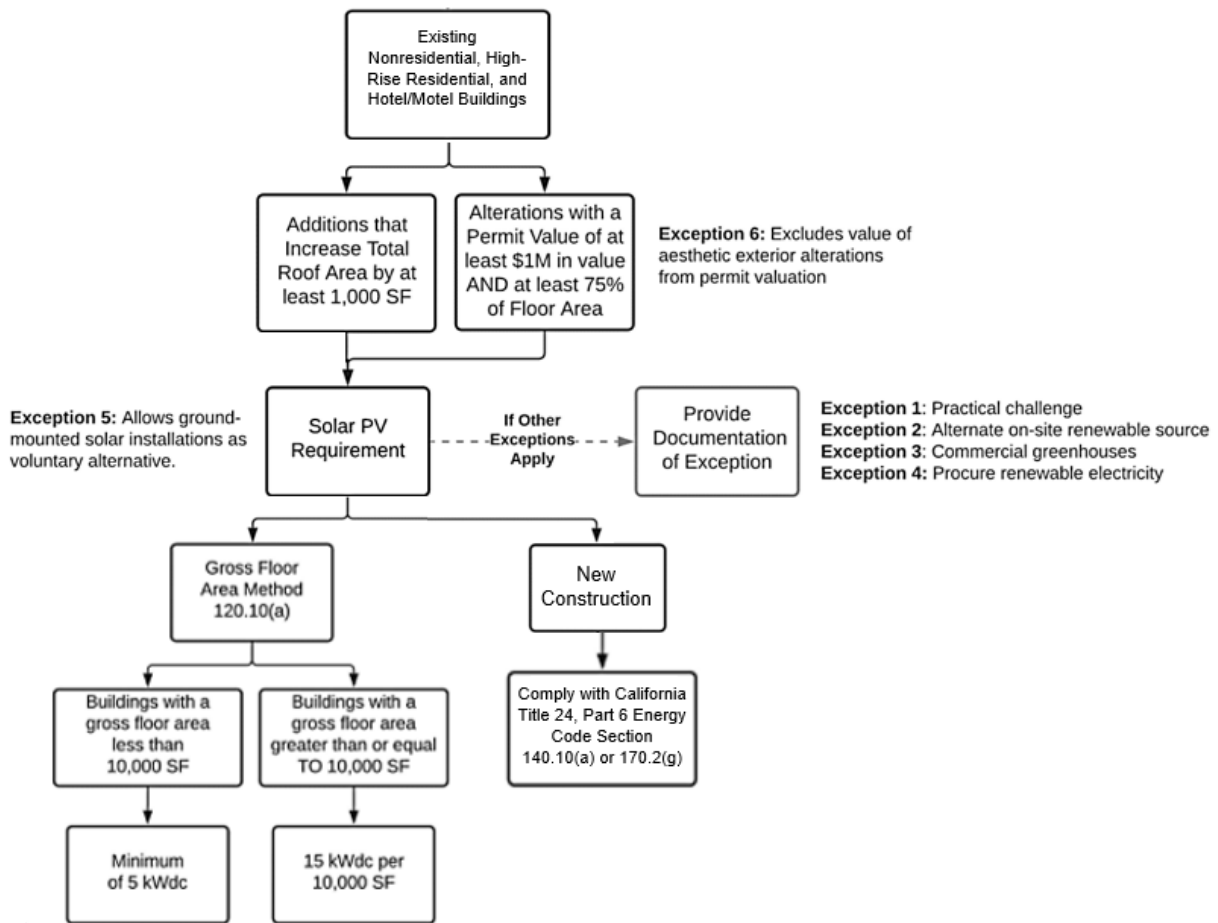 Existing
Nonresidential, High-
Rise Residential, and
Hotel/Motel Buildings
Additions that
Increase Total
Roof Area by at
least 1,000 SF
Alterations with a
Permit Value of at
least $1M in value
AND at least 75%
of Floor Area
Exception 6: Excludes value of
aesthetic exterior alterations
from permit valuation
Exception 5: Allows ground-
mounted solar installations as
voluntary alternative.
Solar PV
Requirement
If Other
Exceptions
Apply
Provide
Documentation
of Exception
Exception 1: Practical challenge
Exception 2: Alternate on-site renewable source
Exception 3: Commercial greenhouses
Exception 4: Procure renewable electricity
Gross Floor
Area Method
120.10(a)
New
Construction
Buildings with a
gross floor area
less than
10,000 SF
Buildings with a
gross floor area
greater than or equal
TO 10,000 SF
Comply with California
Title 24, Part 6 Energy
Code Section
140.10(a) or 170.2(g)
Minimum
of 5 kWdc
15 kWdc per
10,000 SF